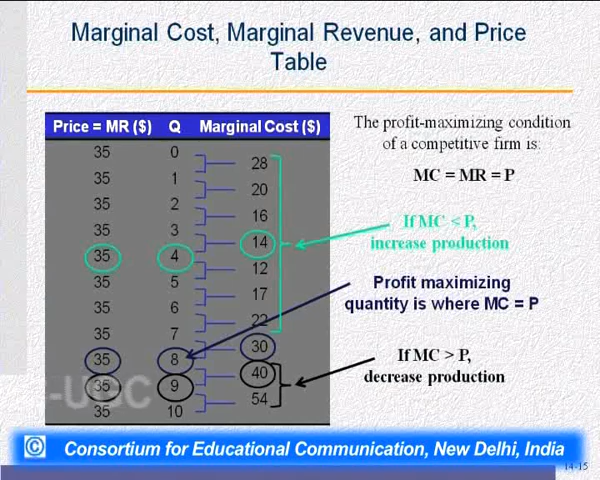 Marginal Cost, Marginal Revenue, and Price
Table
Price = MR ($) Q Marginal Cost ($)
35 0
28
35 1
20
35 2
16
35 3
14
35 4
12
35 5
17
35 6
22
35 7
30
35 8
40
35 9
54
35 10
The profit-maximizing condition
of a competitive firm is:
MC = MR = P
If MC < P,
increase production
Profit maximizing
quantity is where MC = P
If MC > P,
decrease production
-UGC
© Consortium for Educational Communication, New Delhi, India
14-15